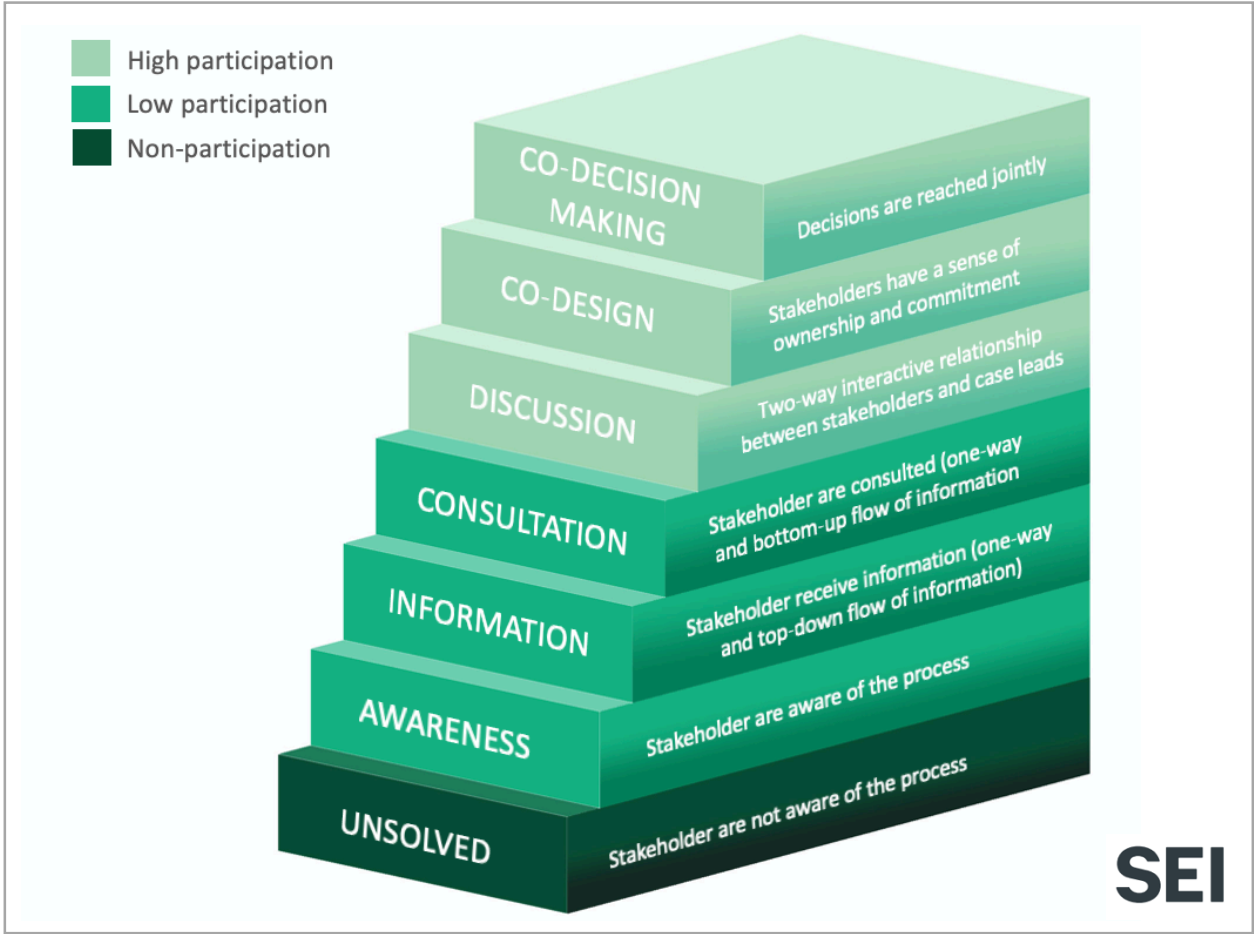 High participation
Low participation
Non-participation
CO-DECISION
MAKING
Decisions are reached jointly
CO-DESIGN
Stakeholders have a sense of
ownership and commitment
DISCUSSION
Two-way interactive relationship
between stakeholders and case leads
CONSULTATION
Stakeholder are consulted (one-way
and bottom-up flow of information
INFORMATION
Stakeholder receive information (one-way
and top-down flow of information)
AWARENESS
Stakeholder are aware of the process
UNSOLVED
Stakeholder are not aware of the process
SEI